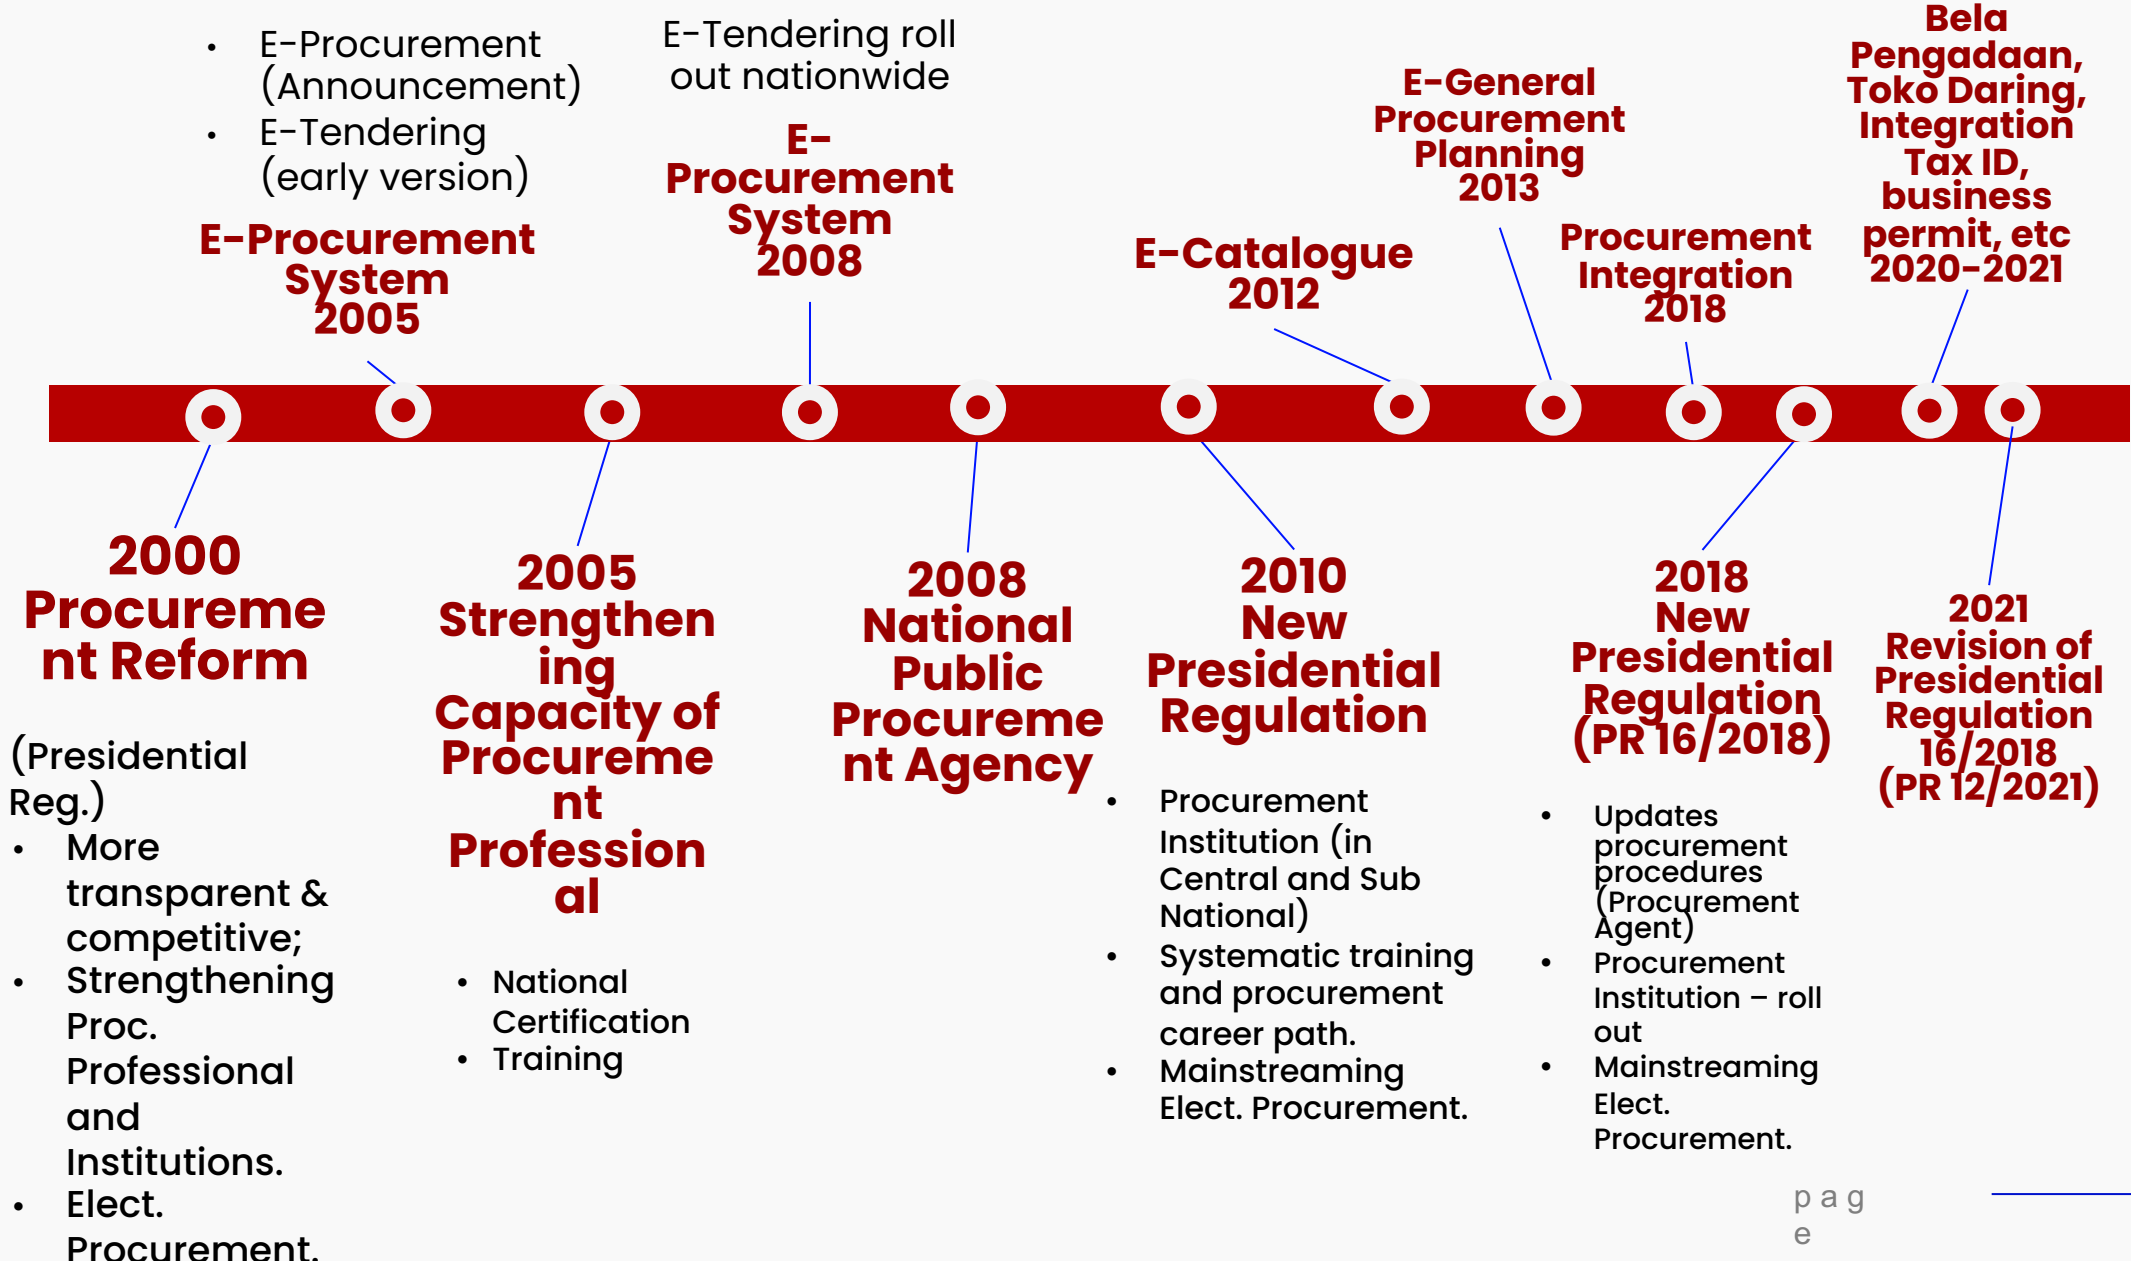 • E-Procurement
(Announcement)
• E-Tendering
(early version)
E-Procurement
System
2005
E-Tendering roll
out nationwide
E-
Procurement
System
2008
E-Catalogue
2012
E-General
Procurement
Planning
2013
Procurement
Integration
2018
Bela
Pengadaan,
Toko Daring,
Integration
Tax ID,
business
permit, etc
2020-2021
2000
Procureme
nt Reform
(Presidential
Reg.)
• More
transparent &
competitive;
• Strengthening
Proc.
Professional
and
Institutions.
• Elect.
Procurement.
2005
Strengthen
ing
Capacity of
Procureme
nt
Profession
al
• National
Certification
• Training
2008
National
Public
Procureme
nt Agency
2010
New
Presidential
Regulation
• Procurement
Institution (in
Central and Sub
National)
• Systematic training
and procurement
career path.
• Mainstreaming
Elect. Procurement.
2018
New
Presidential
Regulation
(PR 16/2018)
• Updates
procurement
procedures
(Procurement
Agent)
• Procurement
Institution – roll
out
• Mainstreaming
Elect.
Procurement.
2021
Revision of
Presidential
Regulation
16/2018
(PR 12/2021)
p a g
e